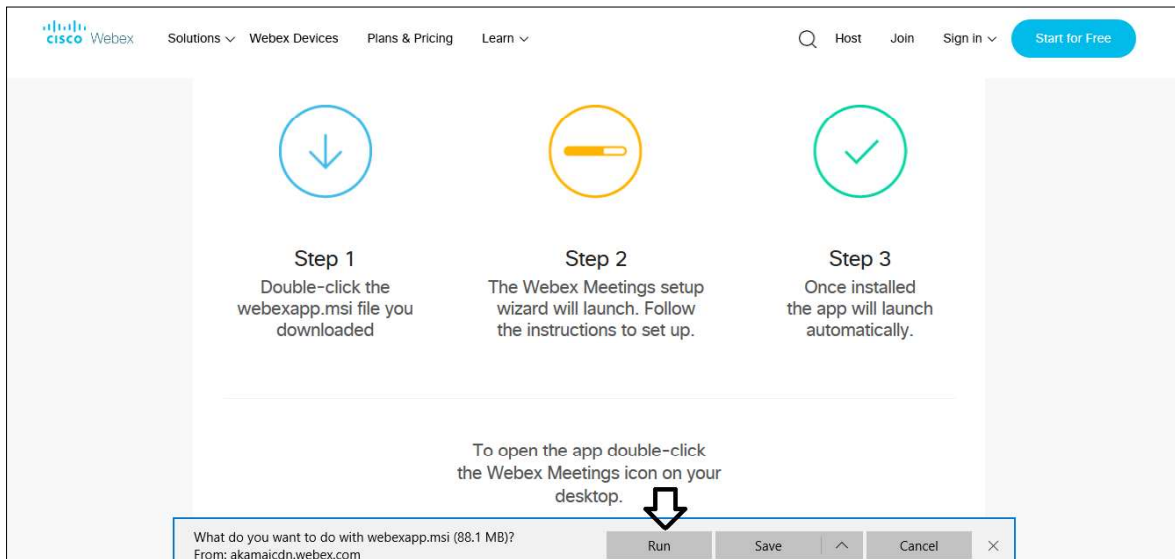 CISCO Webex
Solutions Webex Devices Plans & Pricing Learn Host Join Sign in Start for Free
Step 1
Double-click the
webexapp.msi file you
downloaded
Step 2
The Webex Meetings setup
wizard will launch. Follow
the instructions to set up.
Step 3
Once installed
the app will launch
automatically.
To open the app double-click
the Webex Meetings icon on your
desktop.
What do you want to do with webexapp.msi (88.1 MB)?
From: akamaicdn.webex.com
Run Save Cancel